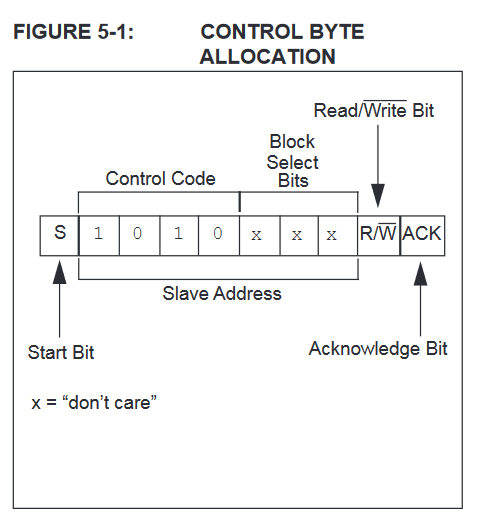 FIGURE 5-1: CONTROL BYTE
ALLOCATION
Read/Write Bit
Block
Select
Bits
Control Code
S 1 0 1 0 x x x R/W ACK
Slave Address
Start Bit
Acknowledge Bit
x = “don’t care”